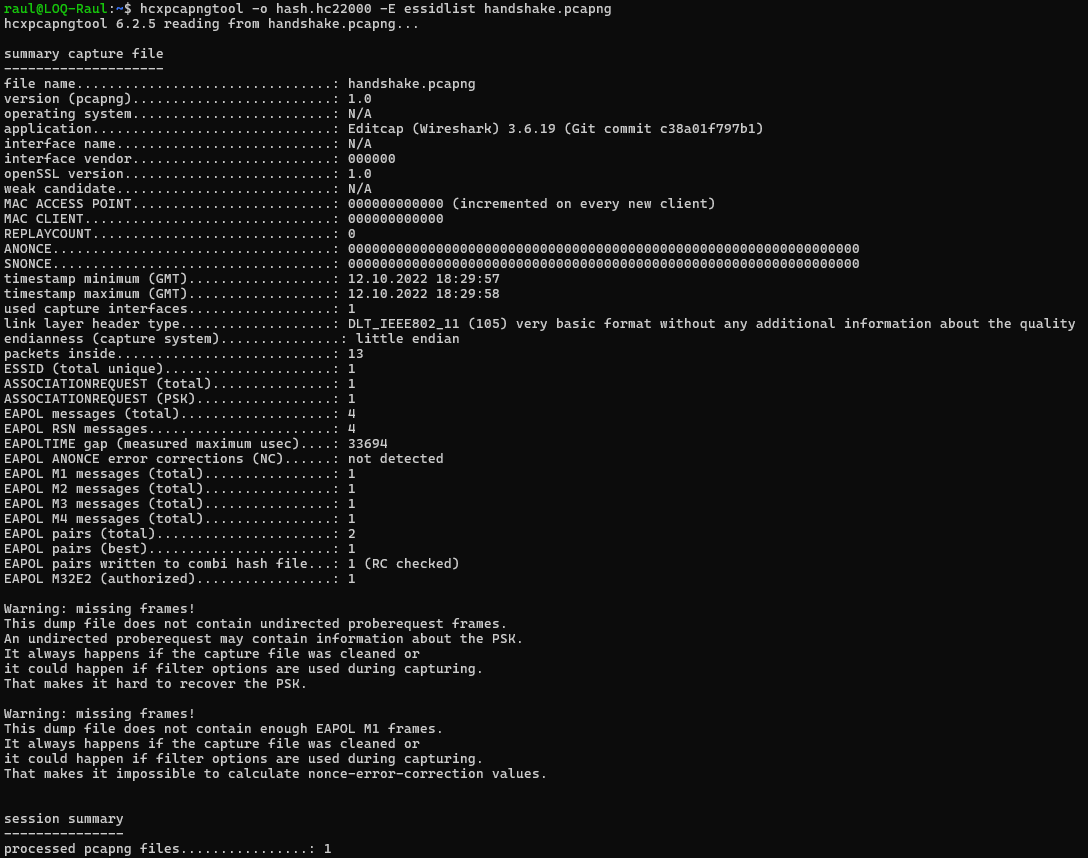 raul@LOQ-Raul:~$ hcxpcapngtool -o hash.hc22000 -E essidlist handshake.pcapng
hcxpcapngtool 6.2.5 reading from handshake.pcapng...

summary capture file
--------------------
file name................................: handshake.pcapng
version (pcapng).........................: 1.0
operating system.........................: N/A
application..............................: Editcap (Wireshark) 3.6.19 (Git commit c38a01f797b1)
interface name...........................: N/A
interface vendor.........................: 000000
openSSL version..........................: 1.0
weak candidate...........................: N/A
MAC ACCESS POINT.........................: 000000000000 (incremented on every new client)
MAC CLIENT...............................: 000000000000
REPLAYCOUNT..............................: 0
ANONCE...................................: 0000000000000000000000000000000000000000000000000000000000000000
SNONCE...................................: 0000000000000000000000000000000000000000000000000000000000000000
timestamp minimum (GMT)..................: 12.10.2022 18:29:57
timestamp maximum (GMT)..................: 12.10.2022 18:29:58
used capture interfaces..................: 1
link layer header type...................: DLT_IEEE802_11 (105) very basic format without any additional information about the quality
endianness (capture system)...............: little endian
packets inside...........................: 13
ESSID (total unique).....................: 1
ASSOCIATIONREQUEST (total)...............: 1
ASSOCIATIONREQUEST (PSK).................: 1
EAPOL messages (total)...................: 4
EAPOL RSN messages.......................: 4
EAPOLTIME gap (measured maximum usec)....: 33694
EAPOL ANONCE error corrections (NC)......: not detected
EAPOL M1 messages (total)................: 1
EAPOL M2 messages (total)................: 1
EAPOL M3 messages (total)................: 1
EAPOL M4 messages (total)................: 1
EAPOL pairs (total)......................: 2
EAPOL pairs (best).......................: 1
EAPOL pairs written to combi hash file...: 1 (RC checked)
EAPOL M32E2 (authorized).................: 1

Warning: missing frames!
This dump file does not contain undirected proberequest frames.
An undirected proberequest may contain information about the PSK.
It always happens if the capture file was cleaned or
it could happen if filter options are used during capturing.
That makes it hard to recover the PSK.

Warning: missing frames!
This dump file does not contain enough EAPOL M1 frames.
It always happens if the capture file was cleaned or
it could happen if filter options are used during capturing.
That makes it impossible to calculate nonce-error-correction values.


session summary
---------------
processed pcapng files................: 1